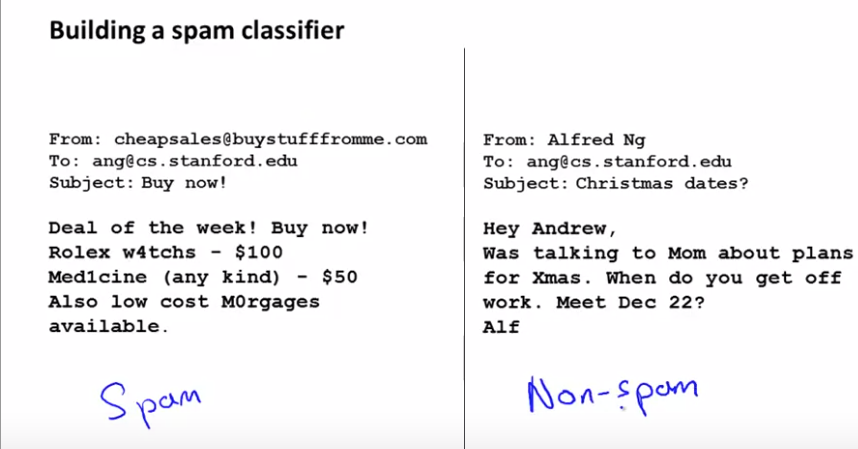 Building a spam classifier
From: cheapsales@buystufffromme.com
To: ang@cs.stanford.edu
Subject: Buy now!
Deal of the week! Buy now!
Rolex w4tchs - $100
Med1cine (any kind) - $50
Also low cost M0rgages
available.
Spam
From: Alfred Ng
To: ang@cs.stanford.edu
Subject: Christmas dates?
Hey Andrew,
Was talking to Mom about plans
for Xmas. When do you get off
work. Meet Dec 22?
Alf
Non-spam